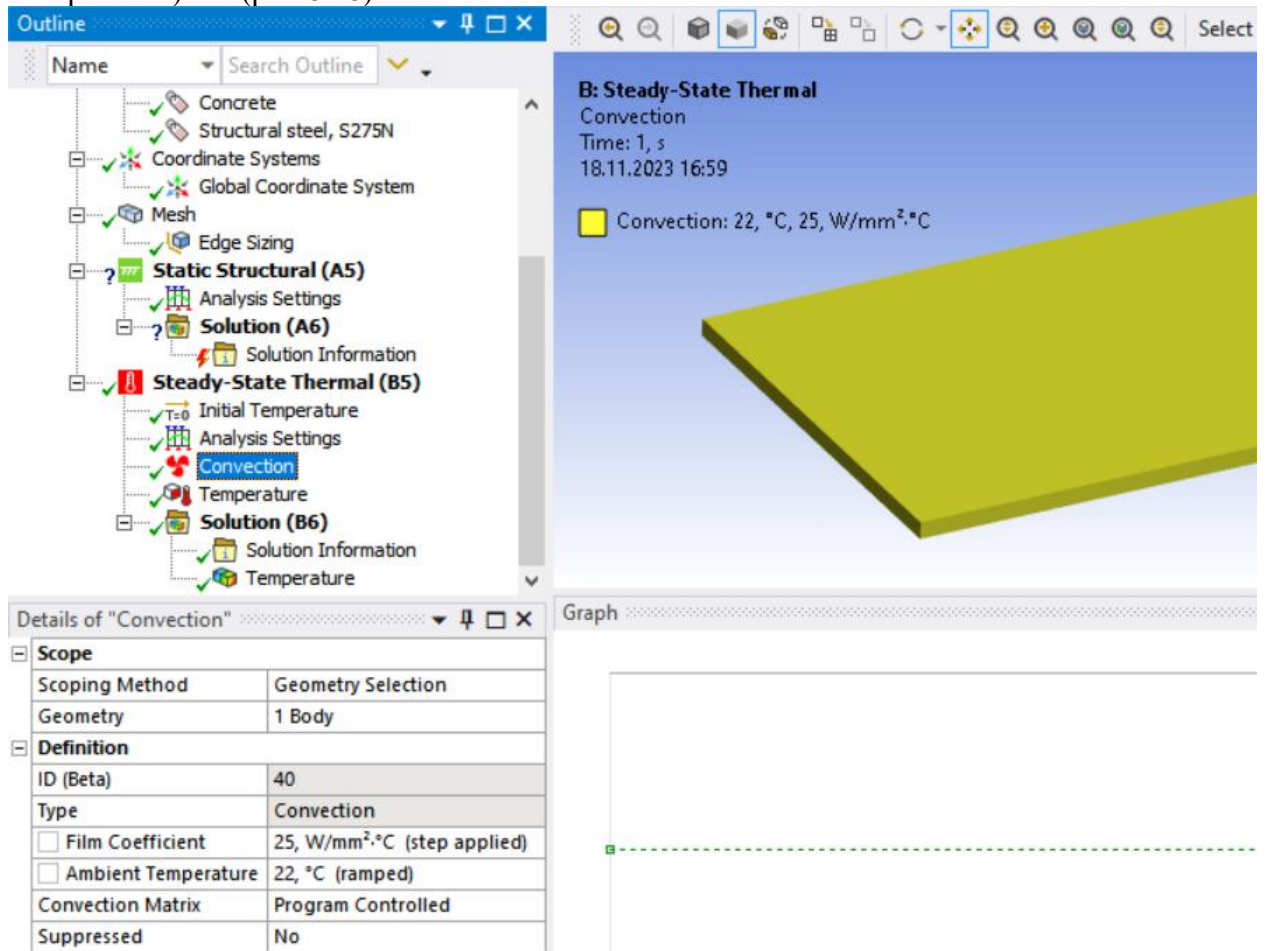 Outline
Name
Search Outline
Select
Concrete
Structural steel, S275N
Coordinate Systems
Global Coordinate System
Mesh
Edge Sizing
Static Structural (A5)
Analysis Settings
Solution (A6)
Solution Information
Steady-State Thermal (B5)
T=0 Initial Temperature
Analysis Settings
Convection
Temperature
Solution (B6)
Solution Information
Temperature
B: Steady-State Thermal
Convection
Time: 1, s
18.11.2023 16:59
Convection: 22, °C, 25, W/mm²·°C
Details of "Convection"
Scope
Scoping Method Geometry Selection
Geometry 1 Body
Definition
ID (Beta) 40
Type Convection
Film Coefficient 25, W/mm²·°C (step applied)
Ambient Temperature 22, °C (ramped)
Convection Matrix Program Controlled
Suppressed No
Graph